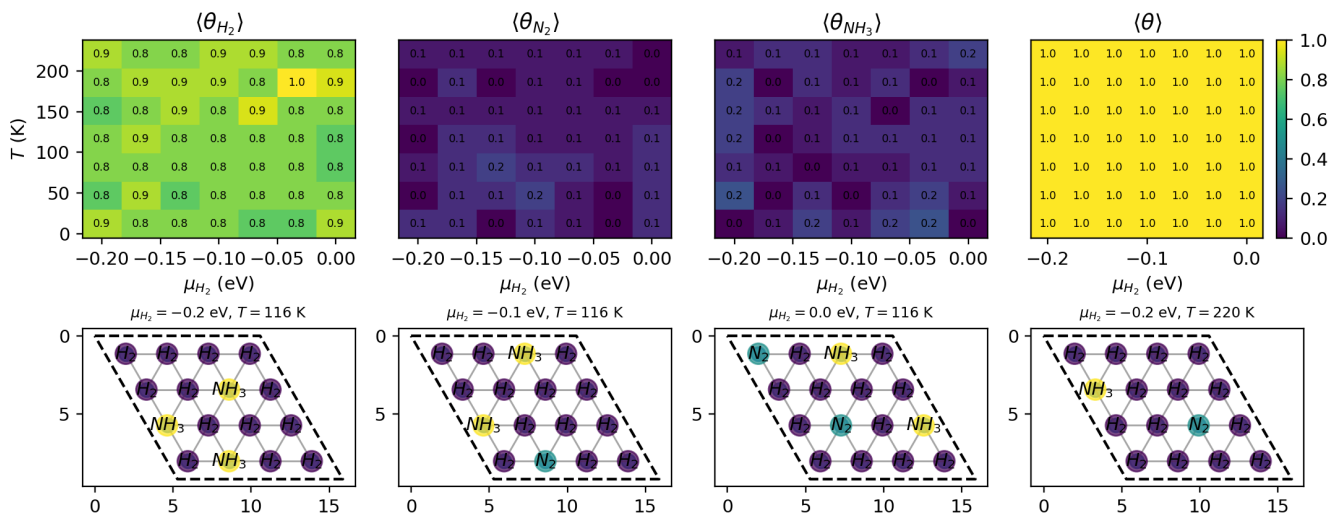 ⟨θ_{H₂}⟩
0.9 0.8 0.8 0.9 0.9 0.8 0.8
0.8 0.9 0.9 0.9 0.8 1.0 0.9
0.8 0.8 0.9 0.8 0.9 0.8 0.8
0.8 0.9 0.8 0.8 0.8 0.8 0.8
0.8 0.8 0.8 0.8 0.8 0.8 0.8
0.8 0.9 0.8 0.8 0.8 0.8 0.8
0.9 0.8 0.8 0.8 0.8 0.8 0.9
200
150
100
50
0
T (K)
−0.20 −0.15 −0.10 −0.05 0.00
μ_{H₂} (eV)
⟨θ_{N₂}⟩
0.1 0.1 0.1 0.1 0.1 0.1 0.0
0.0 0.1 0.0 0.1 0.1 0.0 0.0
0.1 0.1 0.1 0.1 0.1 0.1 0.1
0.0 0.1 0.1 0.1 0.1 0.1 0.1
0.1 0.1 0.2 0.1 0.1 0.1 0.1
0.0 0.1 0.1 0.2 0.1 0.0 0.1
0.1 0.1 0.0 0.1 0.1 0.0 0.1
−0.20 −0.15 −0.10 −0.05 0.00
μ_{H₂} (eV)
⟨θ_{NH₃}⟩
0.1 0.1 0.1 0.1 0.1 0.1 0.2
0.2 0.1 0.0 0.1 0.1 0.0 0.1
0.2 0.1 0.1 0.1 0.0 0.1 0.1
0.2 0.0 0.0 0.1 0.1 0.1 0.1
0.1 0.1 0.0 0.1 0.1 0.1 0.1
0.2 0.0 0.1 0.0 0.1 0.2 0.1
0.0 0.1 0.2 0.1 0.2 0.2 0.0
−0.20 −0.15 −0.10 −0.05 0.00
μ_{H₂} (eV)
⟨θ⟩
1.0 1.0 1.0 1.0 1.0 1.0 1.0
1.0 1.0 1.0 1.0 1.0 1.0 1.0
1.0 1.0 1.0 1.0 1.0 1.0 1.0
1.0 1.0 1.0 1.0 1.0 1.0 1.0
1.0 1.0 1.0 1.0 1.0 1.0 1.0
1.0 1.0 1.0 1.0 1.0 1.0 1.0
1.0 1.0 1.0 1.0 1.0 1.0 1.0
−0.2 −0.1 0.0
μ_{H₂} (eV)
1.0
0.8
0.6
0.4
0.2
0.0
μ_{H₂} = −0.2 eV, T = 116 K
0
5
H₂ H₂ H₂ H₂
H₂ H₂ NH₃ H₂
NH₃ H₂ H₂ H₂
H₂ NH₃ H₂ H₂
0 5 10 15
μ_{H₂} = −0.1 eV, T = 116 K
0
5
H₂ H₂ NH₃ H₂
H₂ H₂ H₂ H₂
NH₃ H₂ H₂ H₂
H₂ N₂ H₂ H₂
0 5 10 15
μ_{H₂} = 0.0 eV, T = 116 K
0
5
N₂ H₂ NH₃ H₂
H₂ H₂ H₂ H₂
H₂ N₂ H₂ NH₃
H₂ H₂ H₂ H₂
0 5 10 15
μ_{H₂} = −0.2 eV, T = 220 K
0
5
H₂ H₂ H₂ H₂
NH₃ H₂ H₂ H₂
H₂ H₂ N₂ H₂
H₂ H₂ H₂ H₂
0 5 10 15